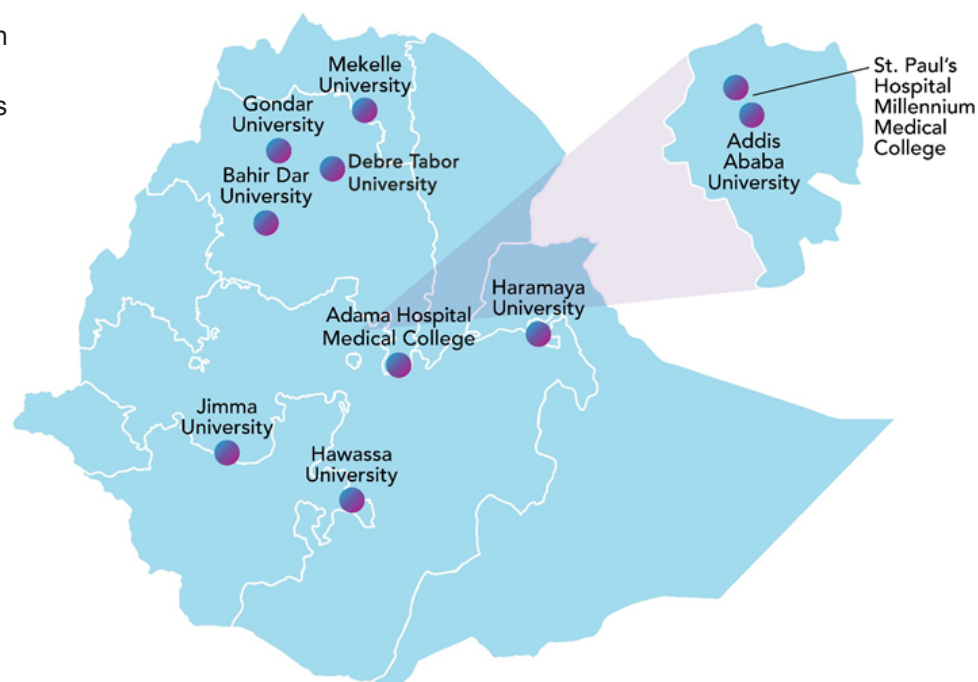 n
s
Mekelle
University
Gondar
University
Debre Tabor
University
Bahir Dar
University
St. Paul's
Hospital
Millennium
Medical
College
Addis
Ababa
University
Haramaya
University
Adama Hospital
Medical College
Jimma
University
Hawassa
University